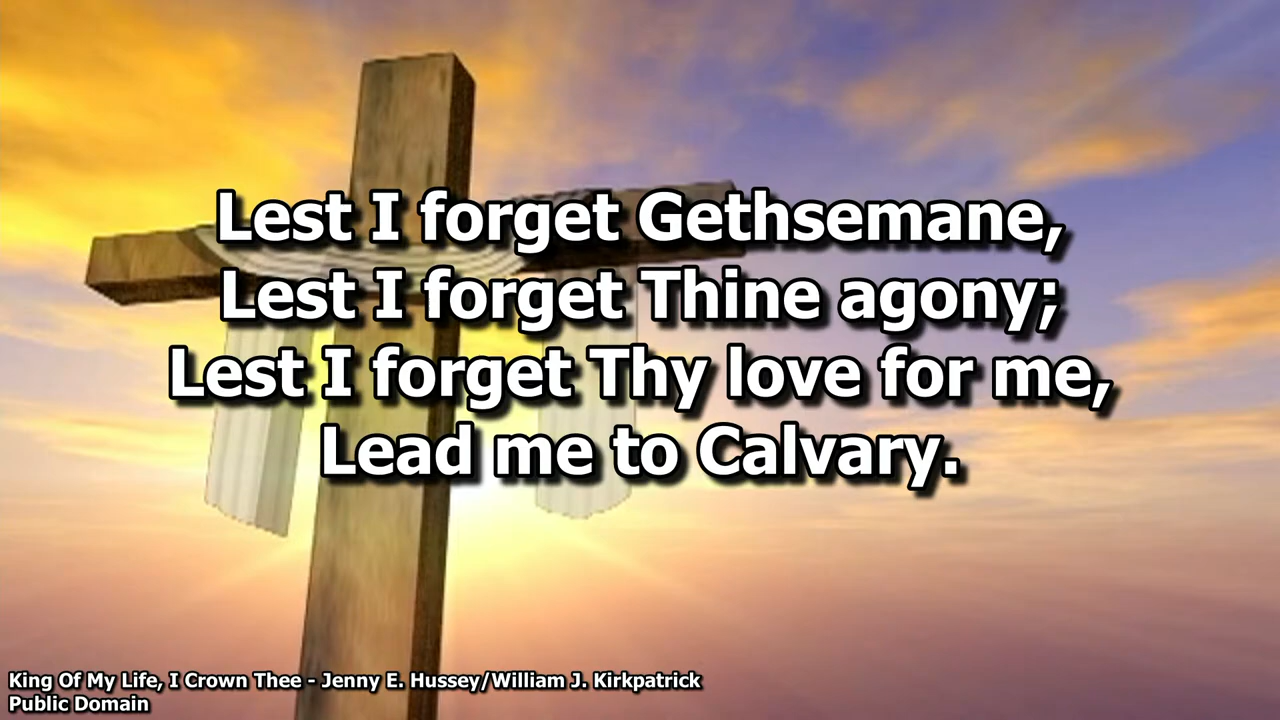 Lest I forget Gethsemane,
Lest I forget Thine agony;
Lest I forget Thy love for me,
Lead me to Calvary.
King Of My Life, I Crown Thee - Jenny E. Hussey/William J. Kirkpatrick
Public Domain